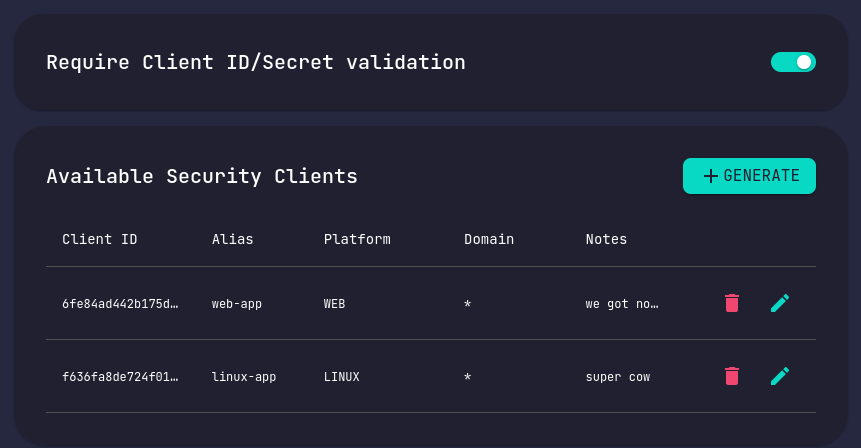 Require Client ID/Secret validation
Available Security Clients
GENERATE
Client ID Alias Platform Domain Notes
6fe84ad442b175d… web-app WEB * we got no…
f636fa8de724f01… linux-app LINUX * super cow